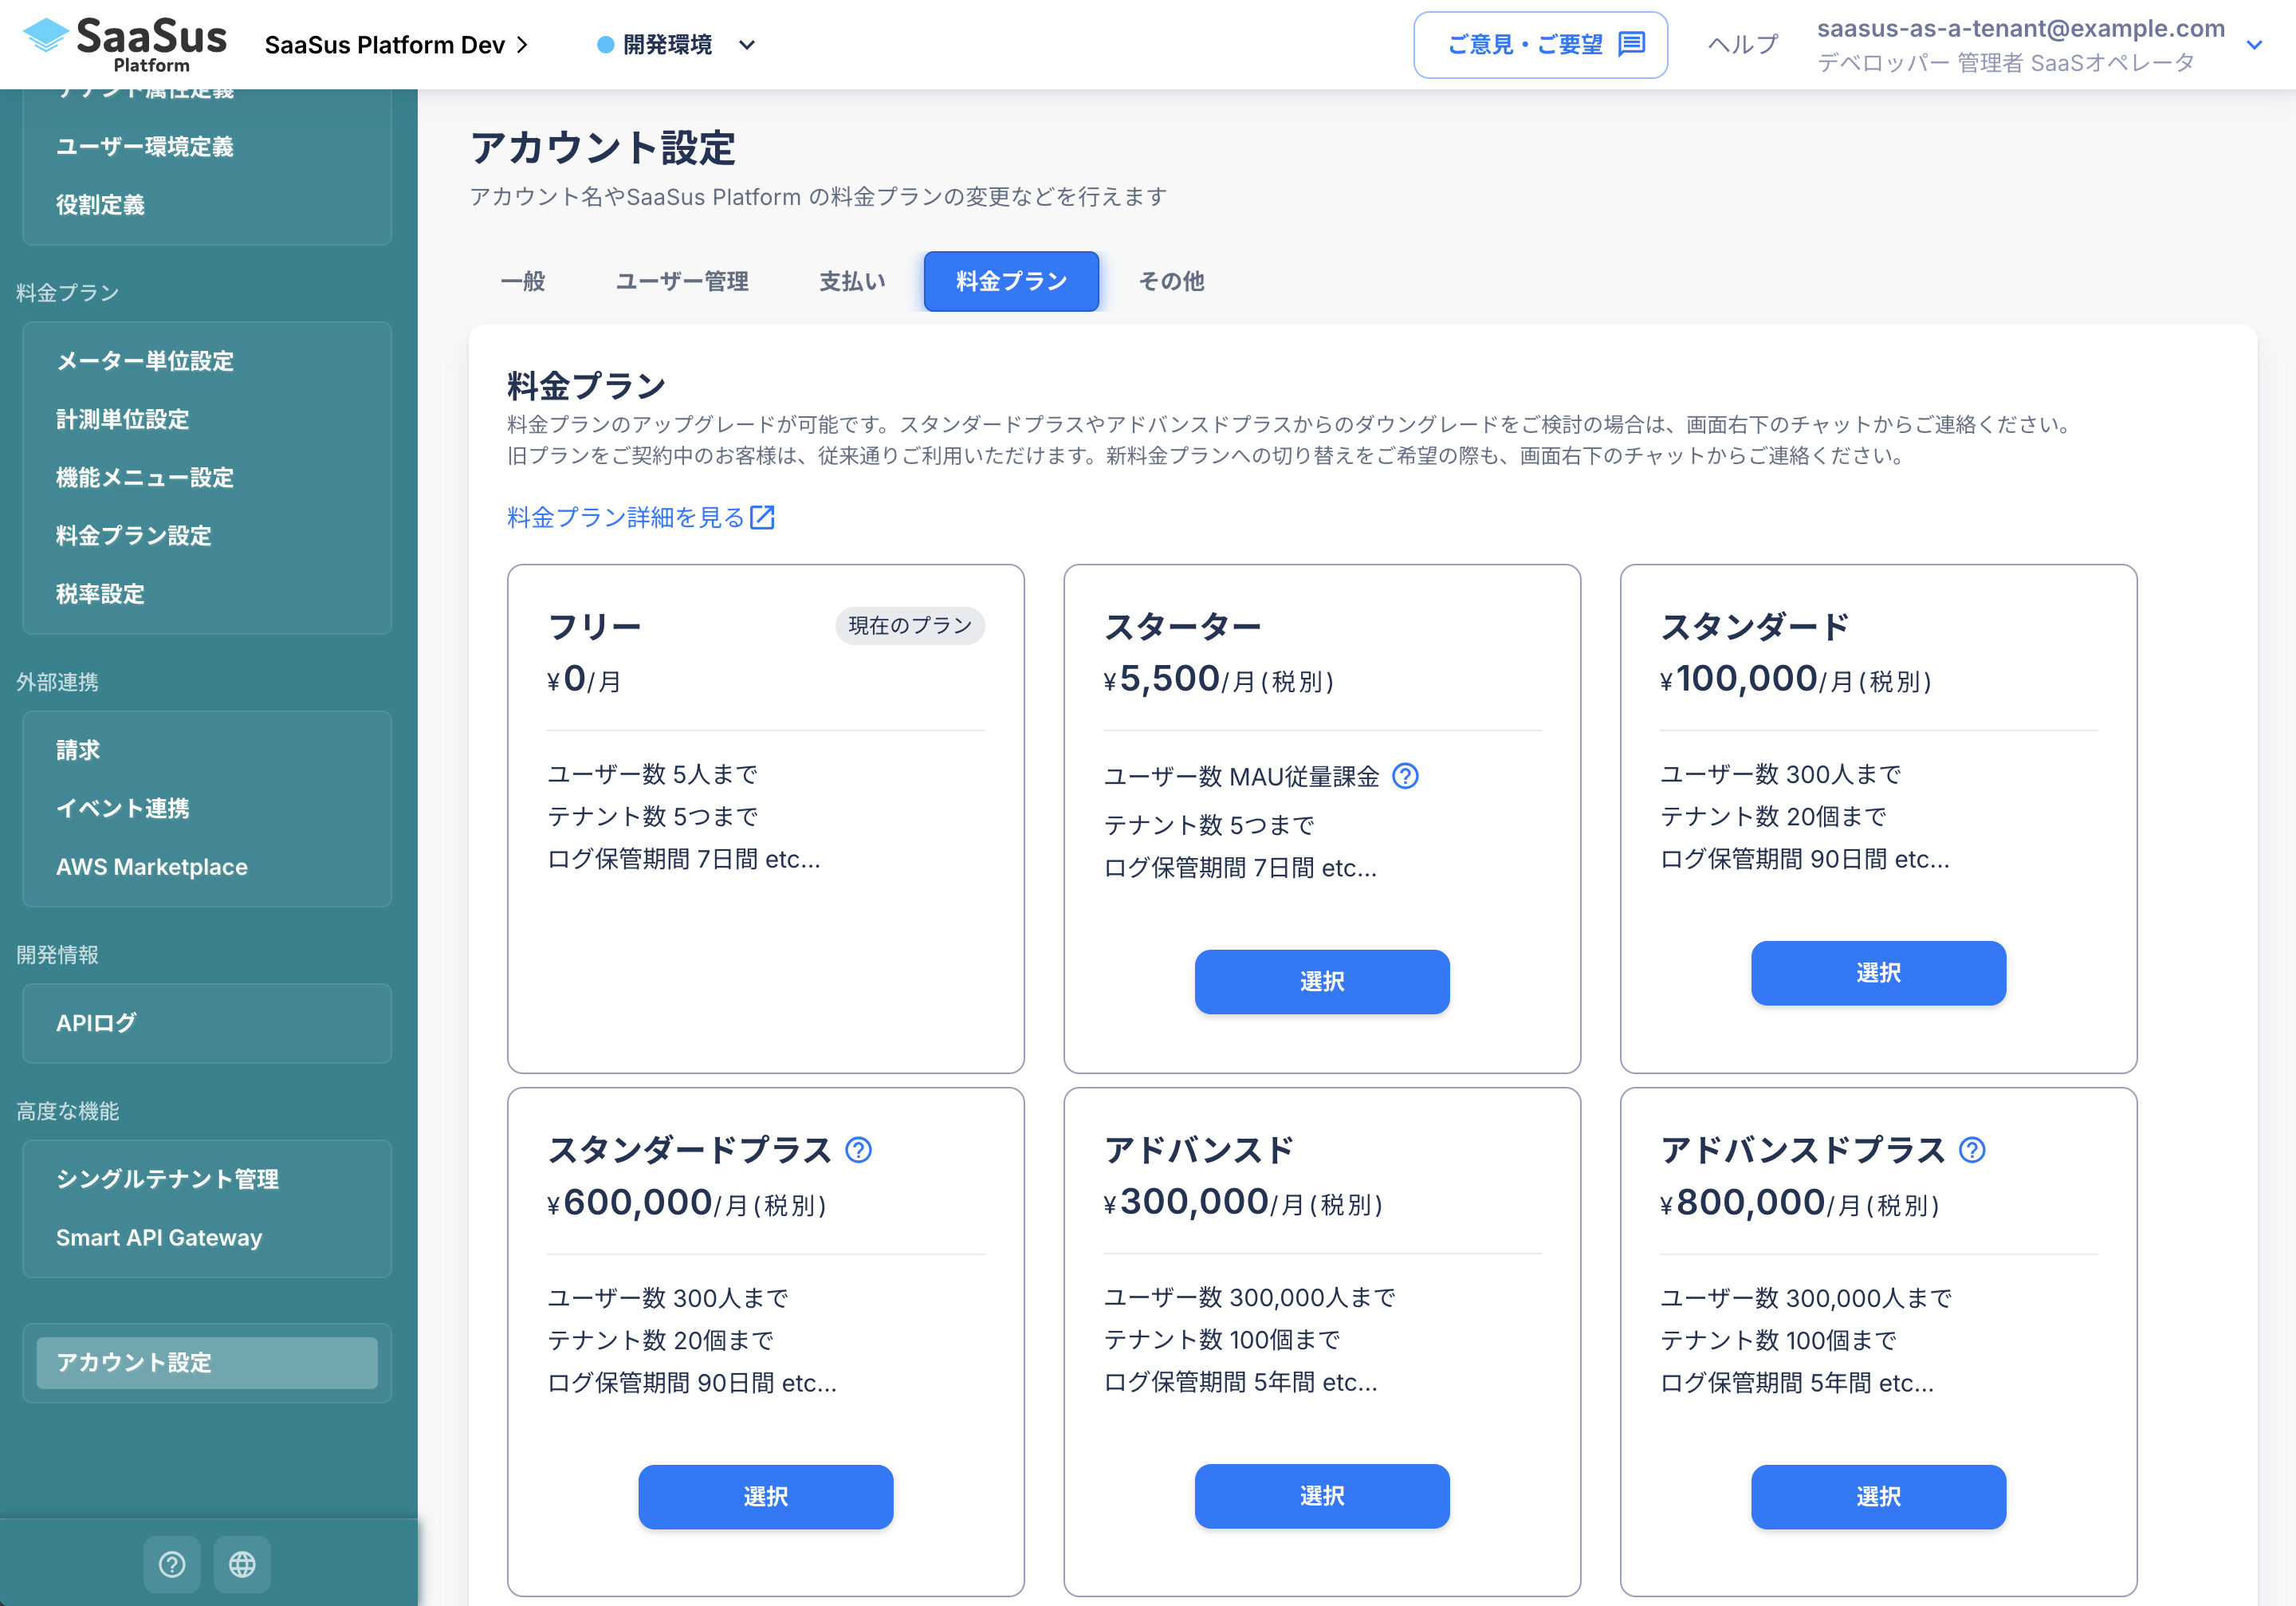 SaaSus
Platform
SaaSus Platform Dev
開発環境
ご意見・ご要望
ヘルプ
saasus-as-a-tenant@example.com
デベロッパー 管理者 SaaSオペレータ
テナント属性定義
ユーザー環境定義
役割定義
料金プラン
メーター単位設定
計測単位設定
機能メニュー設定
料金プラン設定
税率設定
外部連携
請求
イベント連携
AWS Marketplace
開発情報
APIログ
高度な機能
シングルテナント管理
Smart API Gateway
アカウント設定
アカウント設定
アカウント名やSaaSus Platform の料金プランの変更などを行えます
一般
ユーザー管理
支払い
料金プラン
その他
料金プラン
料金プランのアップグレードが可能です。スタンダードプラスやアドバンスドプラスからのダウングレードをご検討の場合は、画面右下のチャットからご連絡ください。
旧プランをご契約中のお客様は、従来通りご利用いただけます。新料金プランへの切り替えをご希望の際も、画面右下のチャットからご連絡ください。
料金プラン詳細を見る
フリー
現在のプラン
¥0/月
ユーザー数 5人まで
テナント数 5つまで
ログ保管期間 7日間 etc...
スターター
¥5,500/月(税別)
ユーザー数 MAU従量課金
テナント数 5つまで
ログ保管期間 7日間 etc...
選択
スタンダード
¥100,000/月(税別)
ユーザー数 300人まで
テナント数 20個まで
ログ保管期間 90日間 etc...
選択
スタンダードプラス
¥600,000/月(税別)
ユーザー数 300人まで
テナント数 20個まで
ログ保管期間 90日間 etc...
選択
アドバンスド
¥300,000/月(税別)
ユーザー数 300,000人まで
テナント数 100個まで
ログ保管期間 5年間 etc...
選択
アドバンスドプラス
¥800,000/月(税別)
ユーザー数 300,000人まで
テナント数 100個まで
ログ保管期間 5年間 etc...
選択